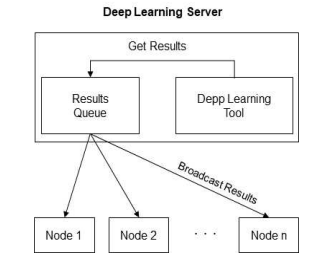 Deep Learning Server
Get Results
Results
Queue
Depp Learning
Tool
Broadcast Results
Node 1
Node 2
. . .
Node n